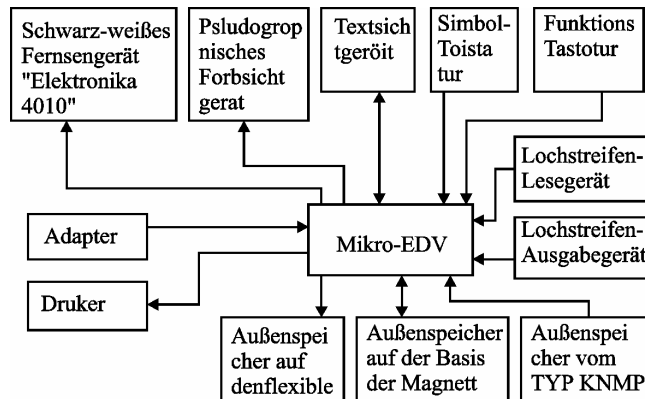 Schwarz-weißes
Fernsengerät
"Elektronika
4010"
Psludogrop
nisches
Forbsicht
gerat
Textsich
tgeröit
Simbol-
Toista
tur
Funktions
Tastotur
Lochstreifen-
Lesegerät
Adapter
Mikro-EDV
Lochstreifen-
Ausgabegerät
Druker
Außenspei
cher auf
denflexible
Außenspeicher
auf der Basis
der Magnett
Außenspei
cher vom
TYP KNMP